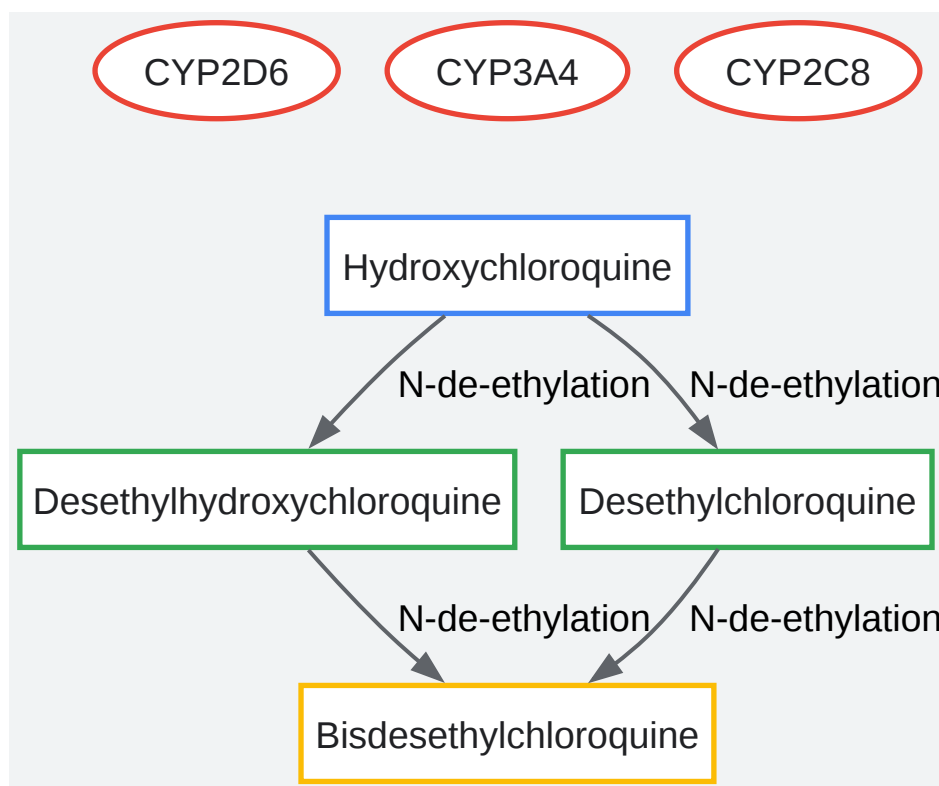 CYP2D6 CYP3A4 CYP2C8
Hydroxychloroquine
N-de-ethylation N-de-ethylation
Desethylhydroxychloroquine Desethylchloroquine
N-de-ethylation N-de-ethylation
Bisdesethylchloroquine